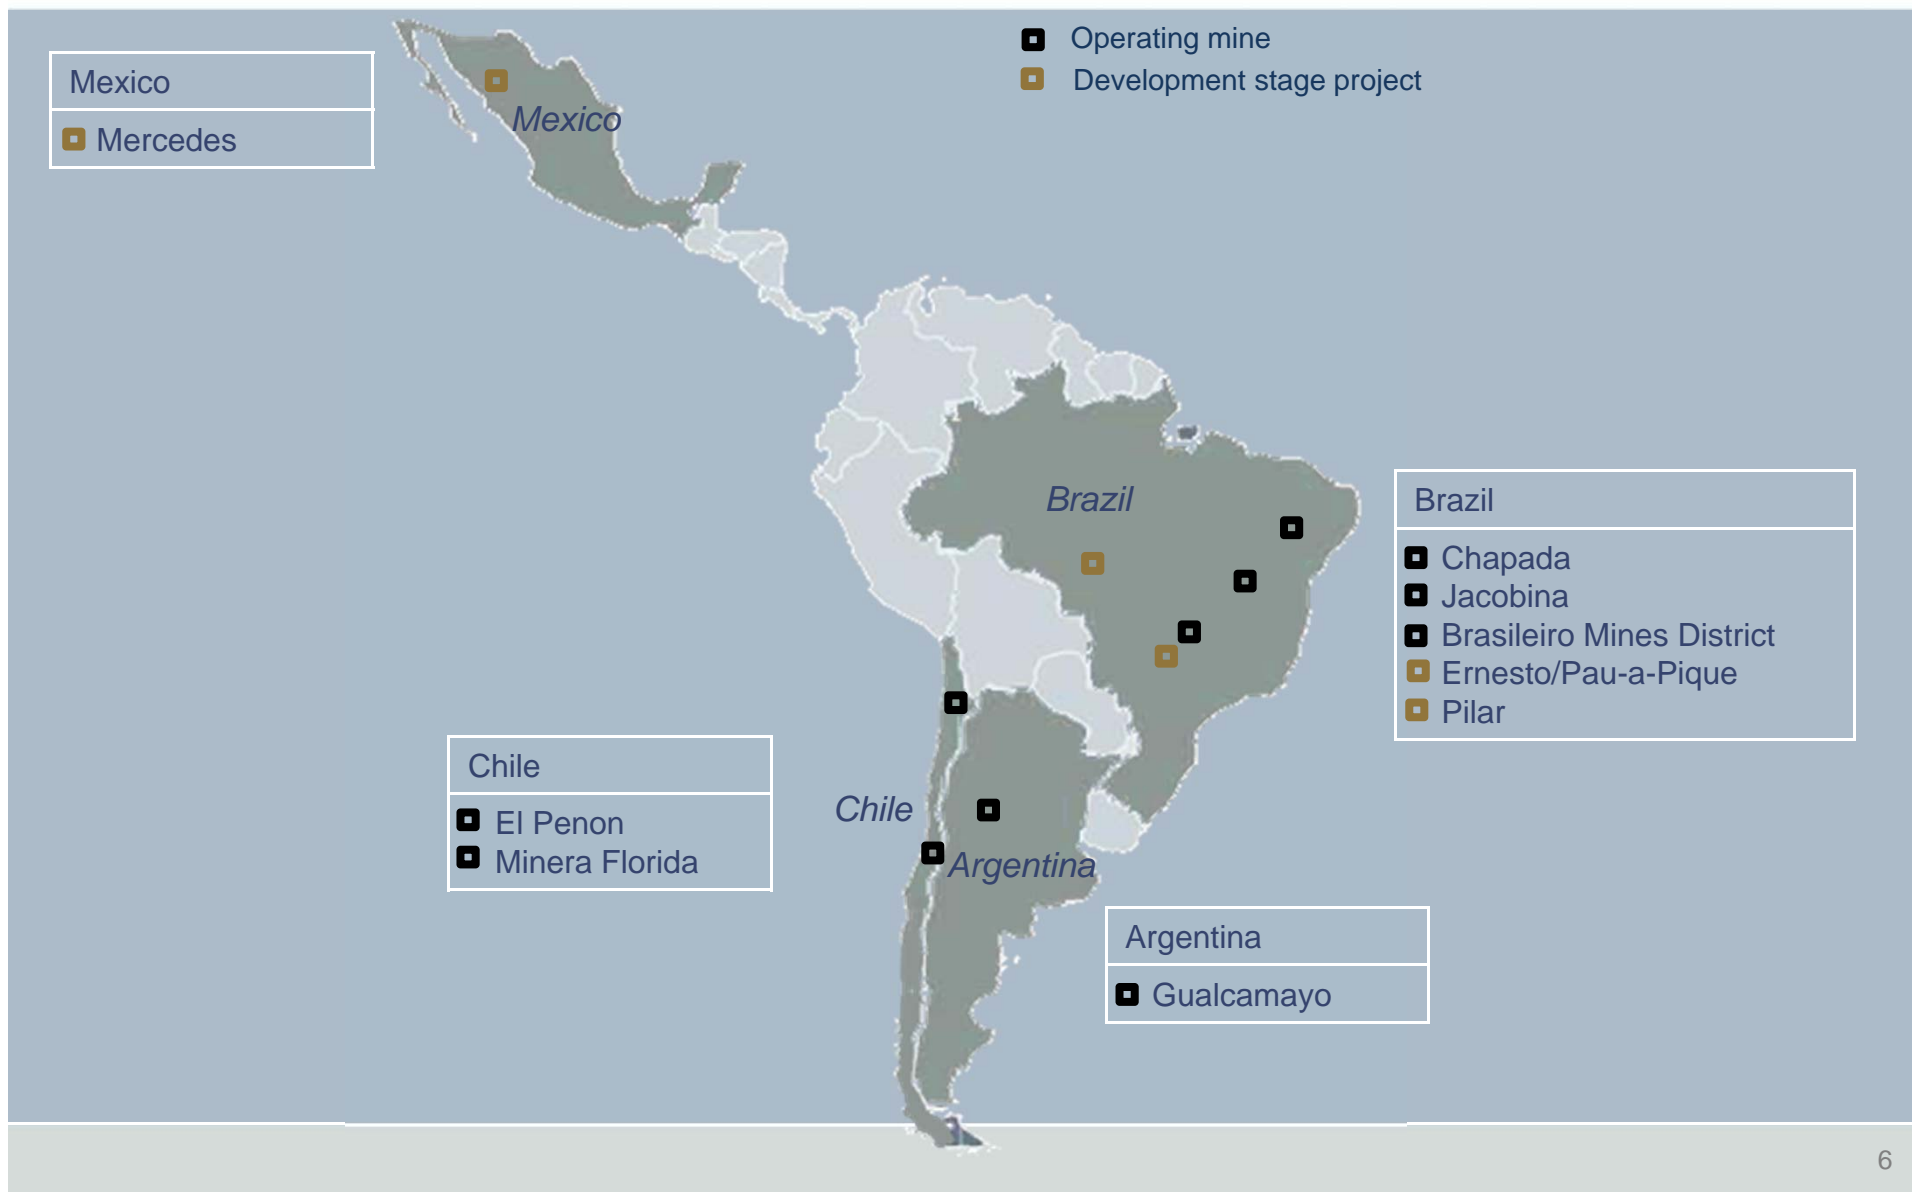 Operating mine
Development stage project
Mexico
Mercedes
Mexico
Brazil
Brazil
Chapada
Jacobina
Brasileiro Mines District
Ernesto/Pau-a-Pique
Pilar
Chile
El Penon
Minera Florida
Chile
Argentina
Argentina
Gualcamayo
6